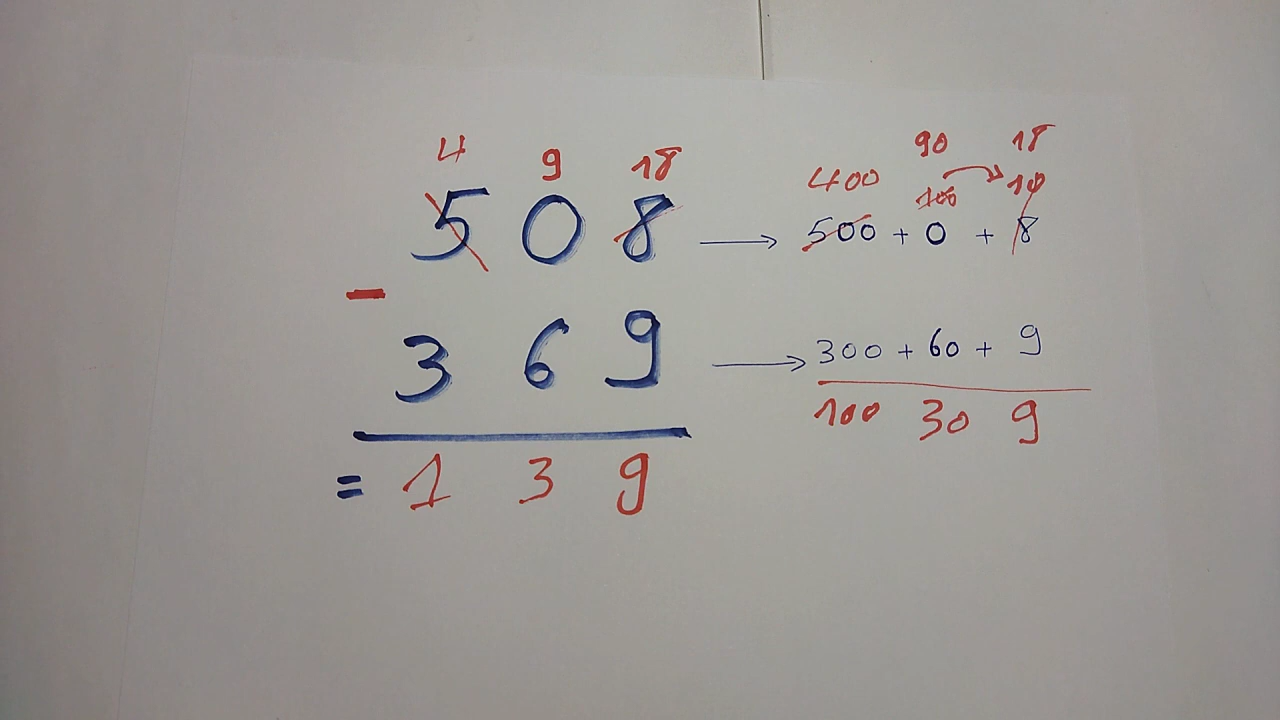 4 9 18 90 18
400 100 10
5 0 8 500 + 0 + 8
-
3 6 9 300 + 60 + 9
= 1 3 9 100 30 9